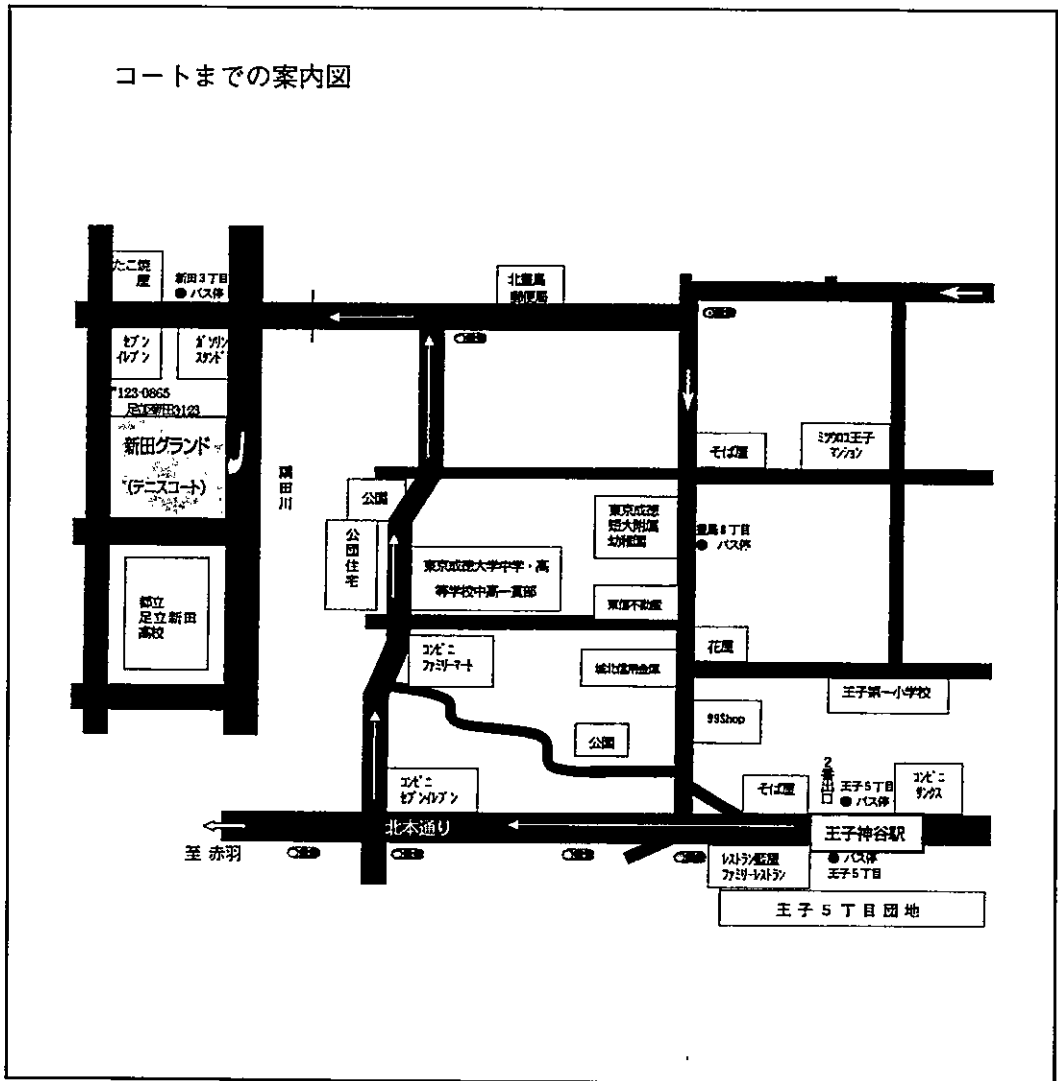 コートまでの案内図
たこ焼
屋
新田3丁目
● バス停
北豊島
郵便局
セブン
イレブン
ガソリン
スタンド
〒123-0865
足立区新田3123
新田グランド
(テニスコート)
隅田川
そば屋
ミツウロコ王子
マンション
公園
公団住宅
東京成徳
短大附属
幼稚園
豊島8丁目
● バス停
東京成徳大学中学・高
等学校中高一貫部
都立
足立新田
高校
東信不動産
花屋
コンビニ
ファミリーマート
城北信用金庫
王子第一小学校
99Shop
公園
2番出口
コンビニ
セブンイレブン
そば屋
王子5丁目
● バス停
コンビニ
サンクス
北本通り
王子神谷駅
至 赤羽
レストラン藍屋
ファミリーレストラン
● バス停
王子5丁目
王子5丁目団地